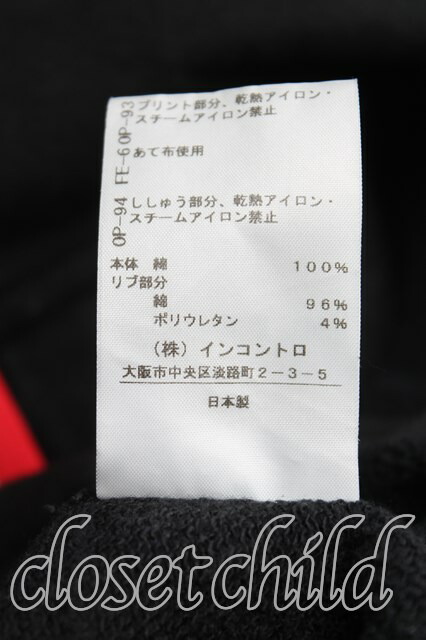 OP-93 プリント部分、乾熱アイロン・
スチームアイロン禁止
FE-6 あて布使用
OP-94 ししゅう部分、乾熱アイロン・
スチームアイロン禁止
本体 綿 100%
リブ部分
綿 96%
ポリウレタン 4%
(株) インコントロ
大阪市中央区淡路町2-3-5
日本製
closet child